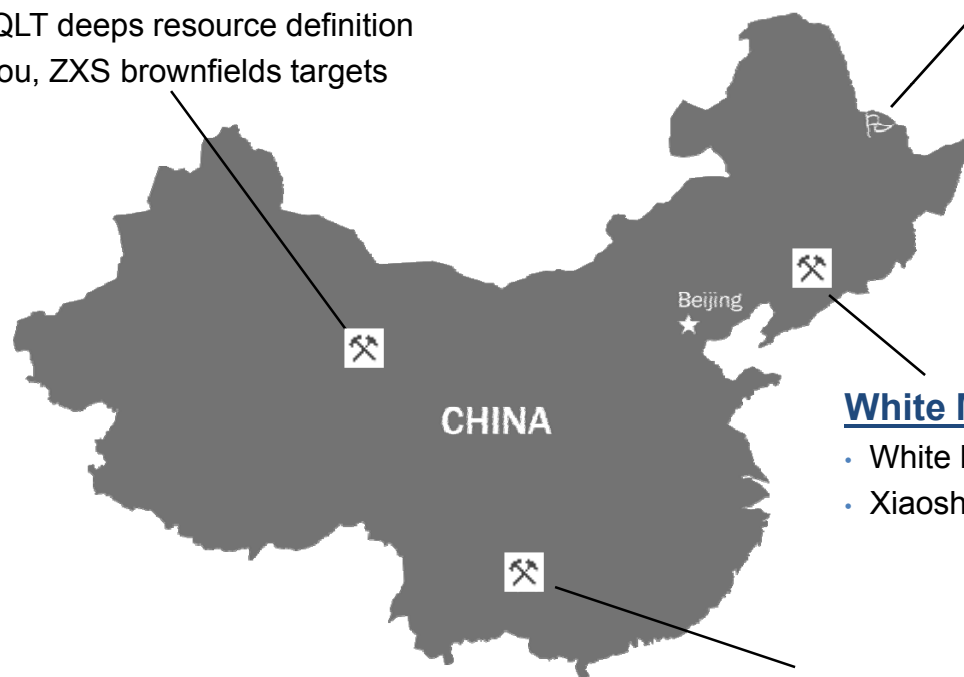 QLT deeps resource definition
ou, ZXS brownfields targets
Beijing
CHINA
White
White
Xiaosh